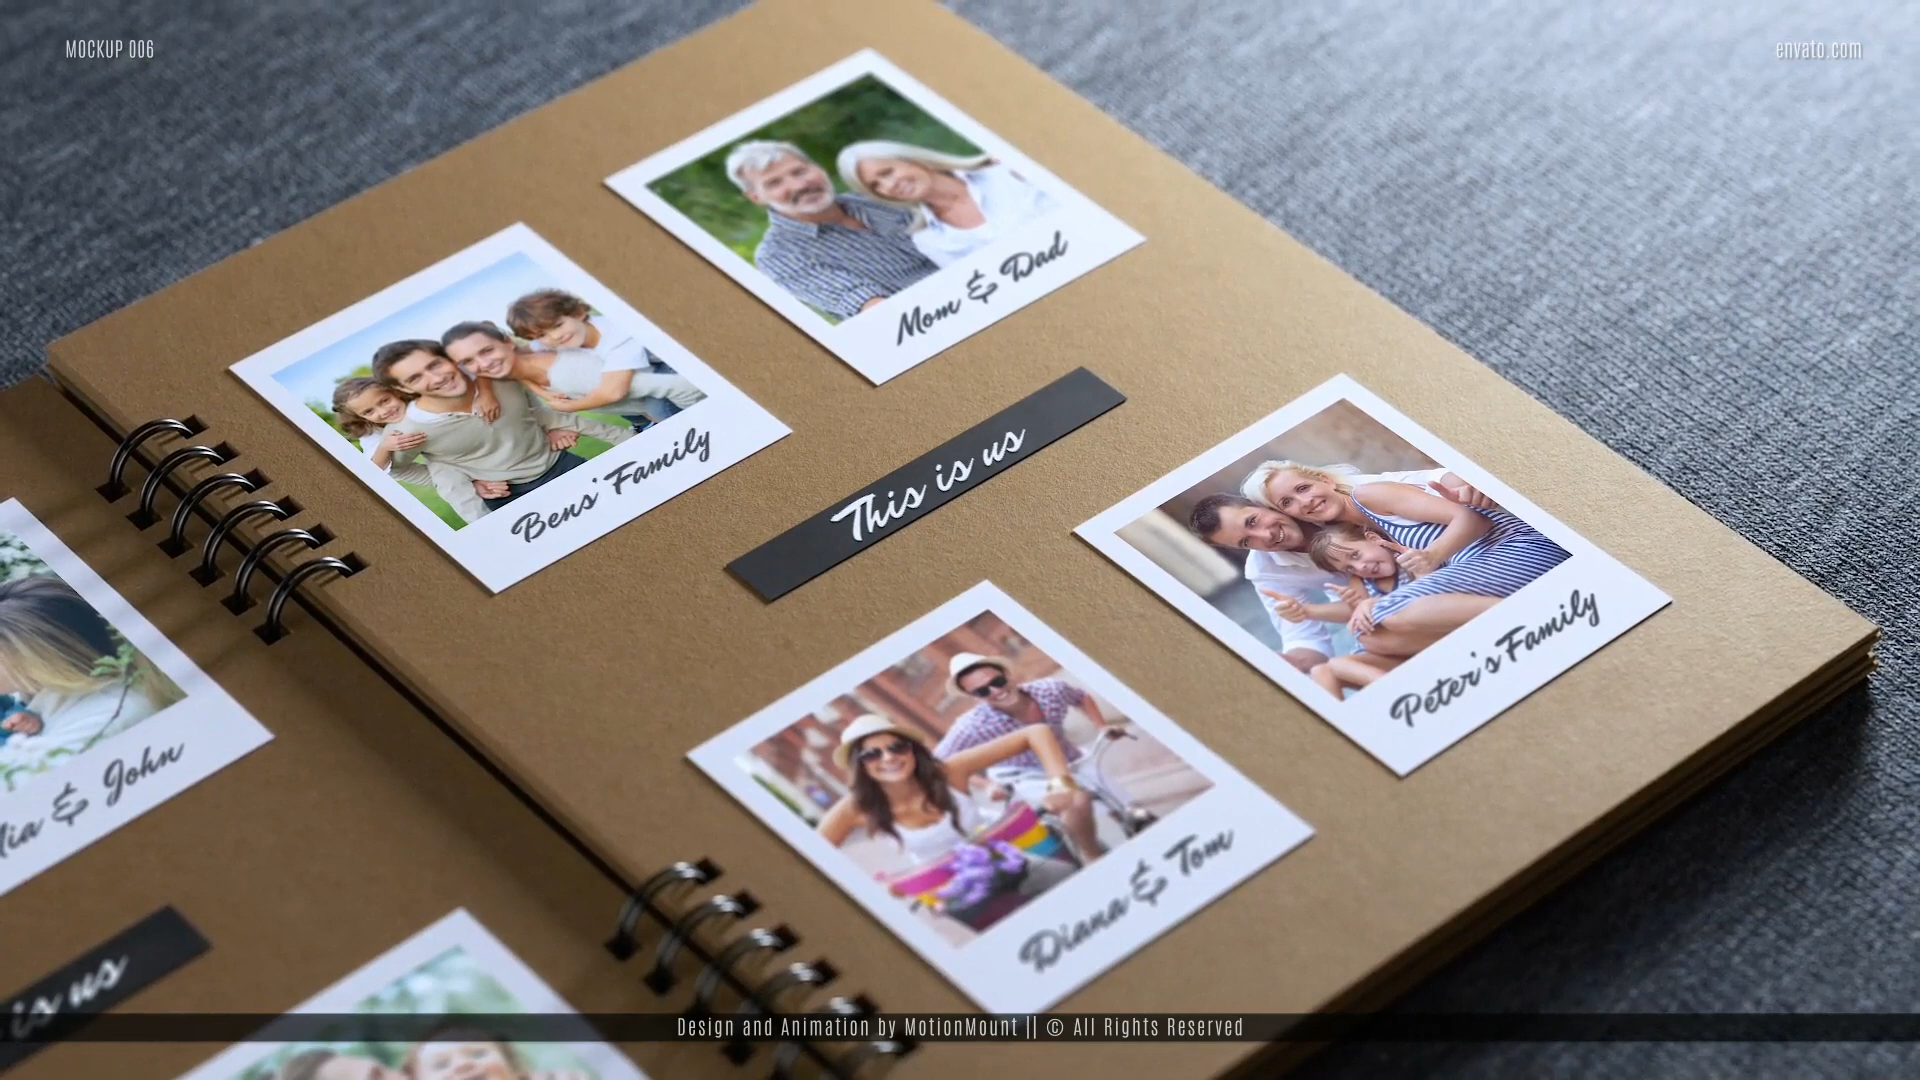 MOCKUP 006
envato.com
Mom & Dad
Bens' Family
This is us
Peter's Family
Diana & Tom
Mia & John
is us
Design and Animation by MotionMount || © All Rights Reserved